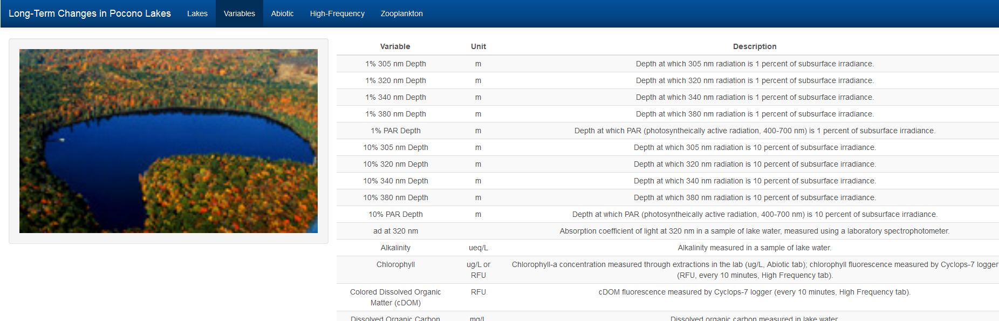 Long-Term Changes in Pocono Lakes Lakes Variables Abiotic High-Frequency Zooplankton
Variable Unit Description
1% 305 nm Depth m Depth at which 305 nm radiation is 1 percent of subsurface irradiance.
1% 320 nm Depth m Depth at which 320 nm radiation is 1 percent of subsurface irradiance.
1% 340 nm Depth m Depth at which 340 nm radiation is 1 percent of subsurface irradiance.
1% 380 nm Depth m Depth at which 380 nm radiation is 1 percent of subsurface irradiance.
1% PAR Depth m Depth at which PAR (photosyntheically active radiation, 400-700 nm) is 1 percent of subsurface irradiance.
10% 305 nm Depth m Depth at which 305 nm radiation is 10 percent of subsurface irradiance.
10% 320 nm Depth m Depth at which 320 nm radiation is 10 percent of subsurface irradiance.
10% 340 nm Depth m Depth at which 340 nm radiation is 10 percent of subsurface irradiance.
10% 380 nm Depth m Depth at which 380 nm radiation is 10 percent of subsurface irradiance.
10% PAR Depth m Depth at which PAR (photosyntheically active radiation, 400-700 nm) is 10 percent of subsurface irradiance.
ad at 320 nm Absorption coefficient of light at 320 nm in a sample of lake water, measured using a laboratory spectrophotometer.
Alkalinity ueq/L Alkalinity measured in a sample of lake water.
Chlorophyll ug/L or Chlorophyll-a concentration measured through extractions in the lab (ug/L, Abiotic tab); chlorophyll fluorescence measured by Cyclops-7 logger
RFU (RFU, every 10 minutes, High Frequency tab).
Colored Dissolved Organic RFU cDOM fluorescence measured by Cyclops-7 logger (every 10 minutes, High Frequency tab).
Matter (cDOM)
Dissolved Organic Carbon mg/L Dissolved organic carbon measured in lake water.